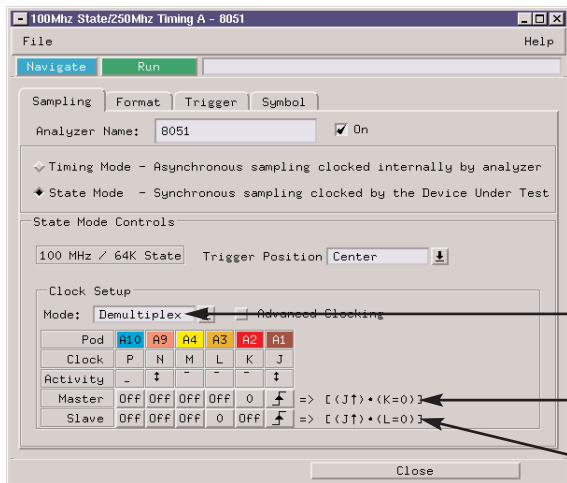 100Mhz State/250Mhz Timing A - 8051
File Help
Navigate Run
Sampling Format Trigger Symbol
Analyzer Name: 8051 On
Timing Mode - Asynchronous sampling clocked internally by analyzer
State Mode - Synchronous sampling clocked by the Device Under Test
State Mode Controls
100 MHz / 64K State Trigger Position Center
Clock Setup
Mode: Demultiplex Advanced Clocking
Pod A10 A9 A4 A3 A2 A1
Clock P N M L K J
Activity _ ↕ ¯ ¯ ¯ ↕
Master Off Off Off Off 0 => [(J↑)•(K=0)]
Slave Off Off Off 0 Off => [(J↑)•(L=0)]
Close